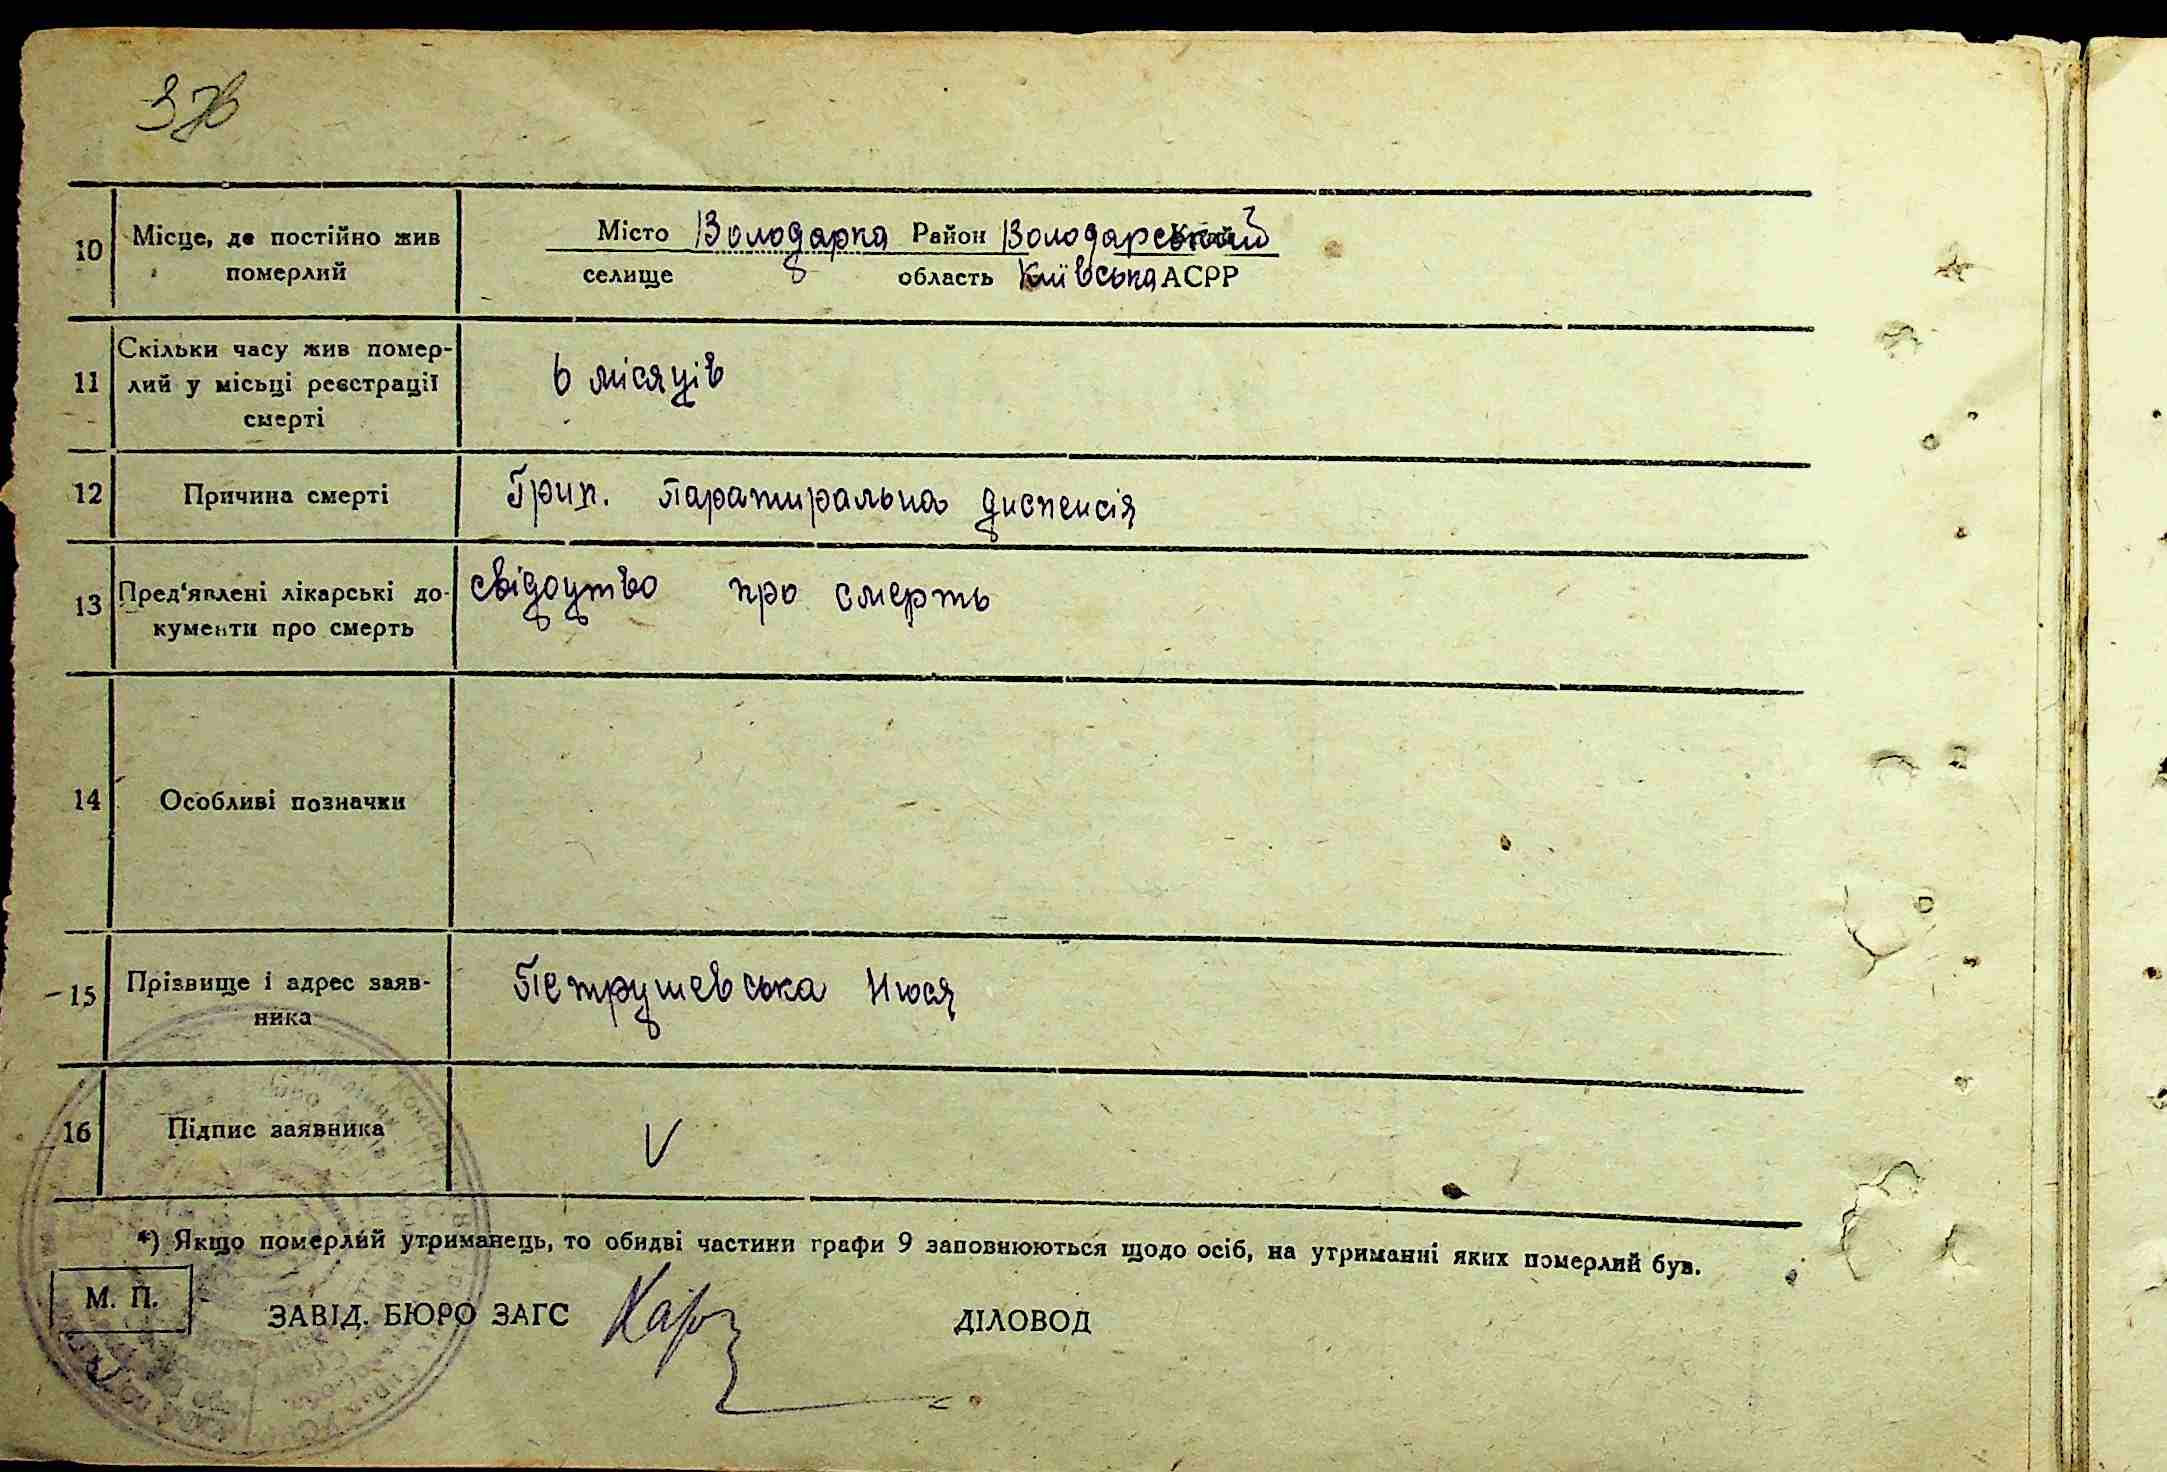 10 Місце, де постійно жив померлий
Місто Володарка Район Володарський
селище область Київська АСРР
11 Скільки часу жив помер-
лий у місьці реєстрації
смерті
6 місяців
12 Причина смерті Грип. Паратиральна диспенсія
13 Пред'явлені лікарські до-
кументи про смерть
свідоцтво про смерть
14 Особливі позначки
15 Прізвище і адрес заяв-
ника
Петрушевська Нюся
16 Підпис заявника V
*) Якщо померлий утриманець, то обидві частини графи 9 заповнюються щодо осіб, на утриманні яких померлий був.
М. П.
ЗАВІД. БЮРО ЗАГС ДІЛОВОД